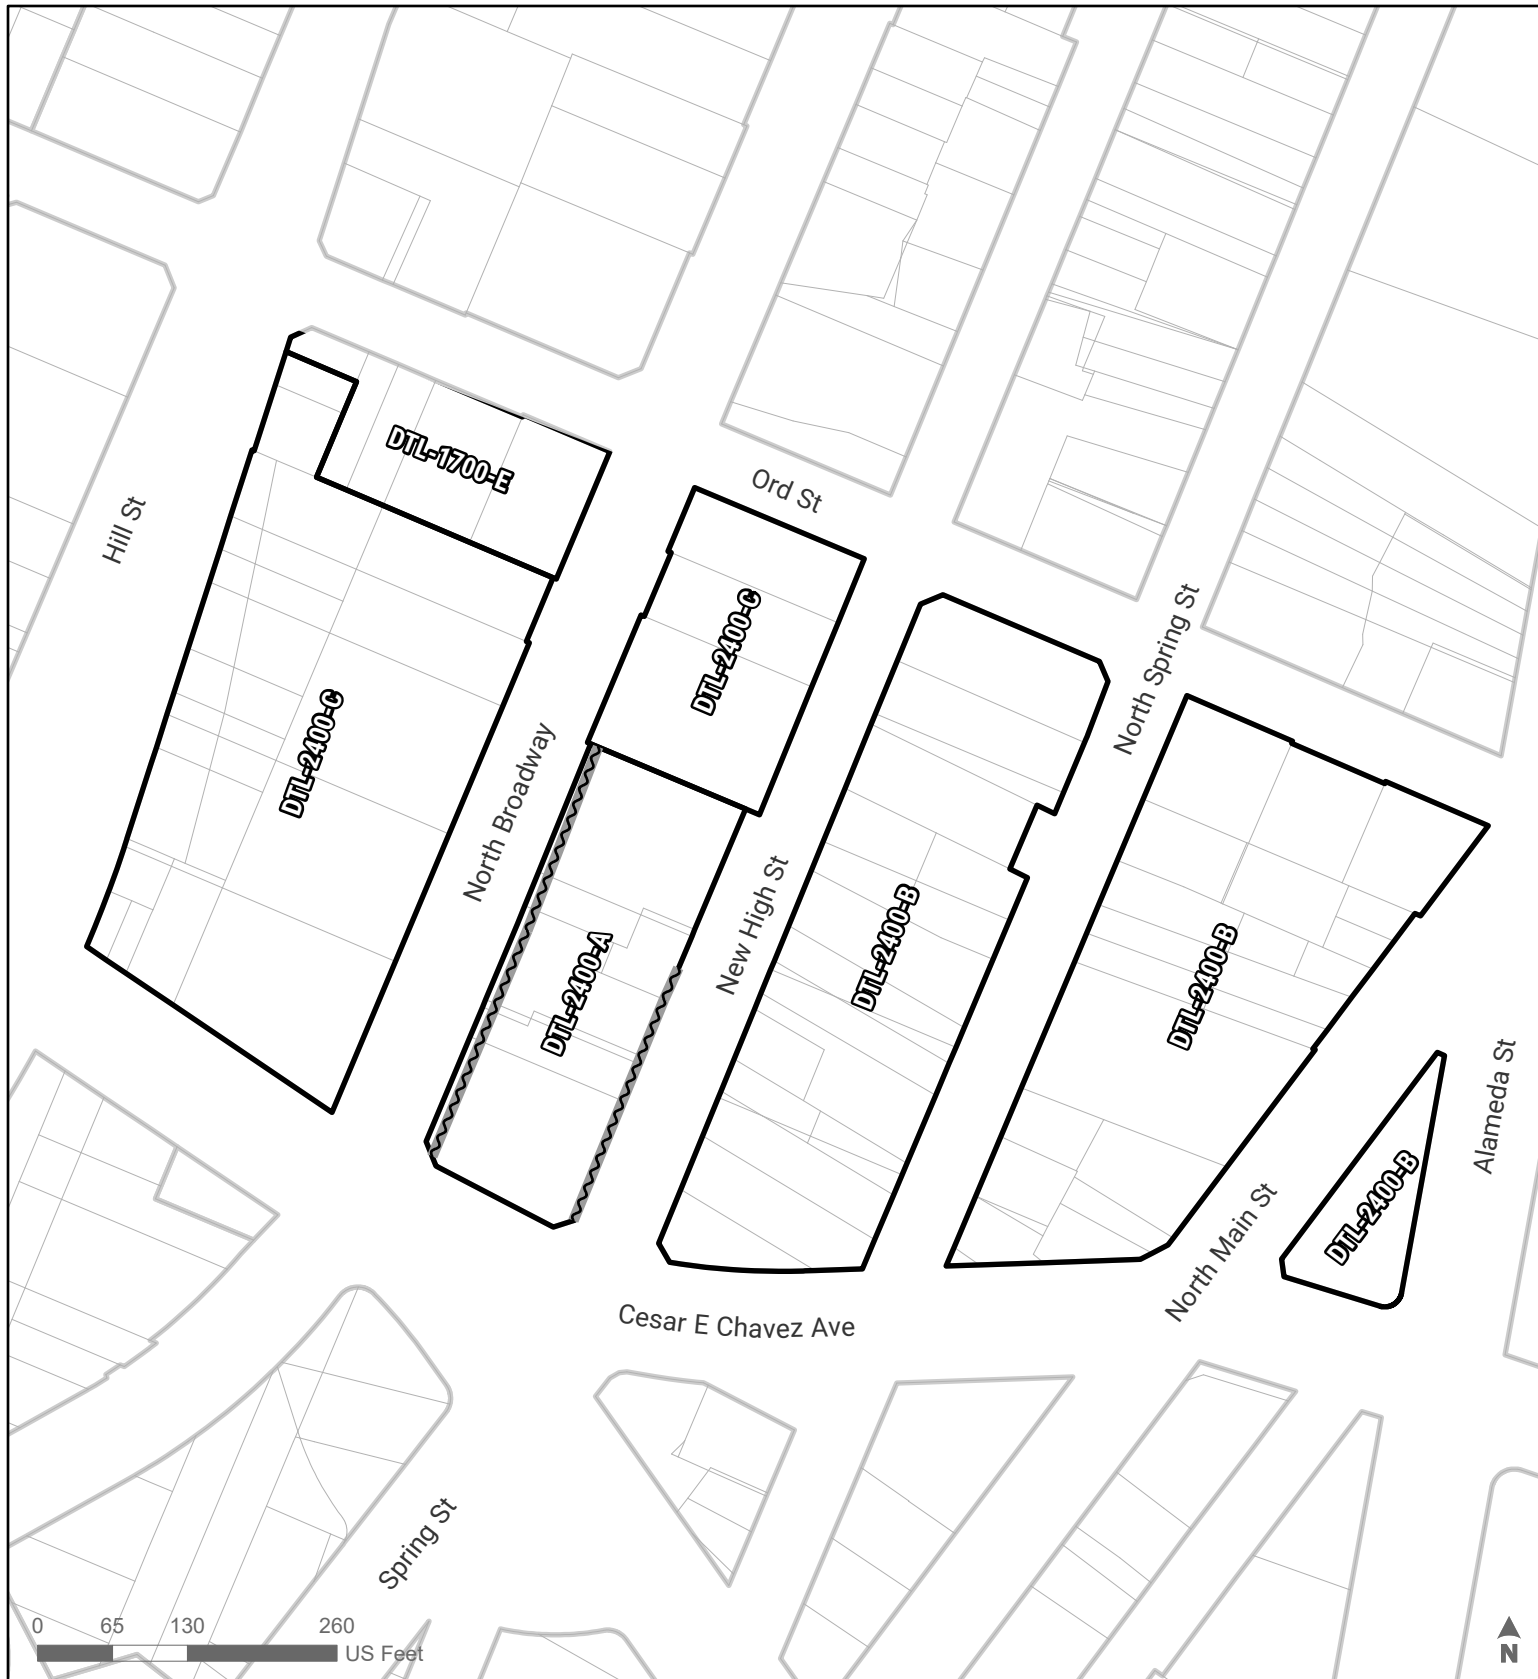 DTL-1700-E
Ord St
Hill St
DTL-2400-C
North Spring St
DTL-2400-C
North Broadway
New High St
DTL-2400-B
DTL-2400-A
DTL-2400-B
Alameda St
DTL-2400-B
North Main St
Cesar E Chavez Ave
Spring St
0 65 130 260
US Feet
N